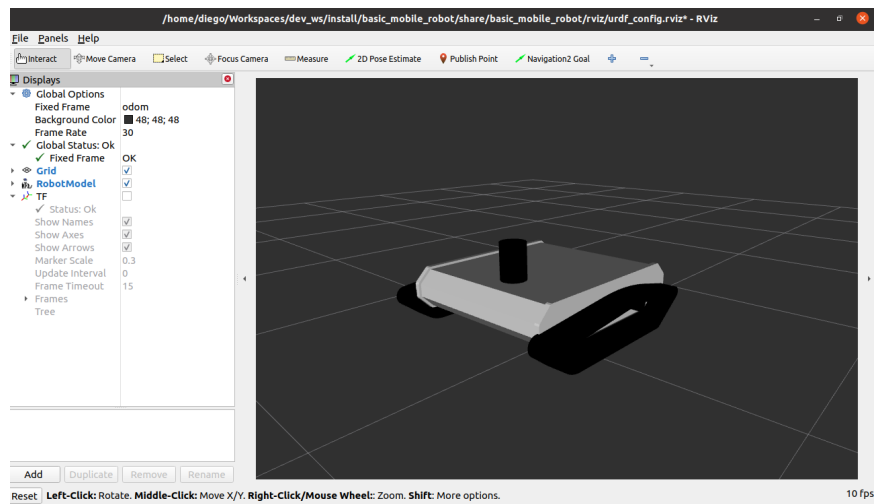 /home/diego/Workspaces/dev_ws/install/basic_mobile_robot/share/basic_mobile_robot/rviz/urdf_config.rviz* - RViz
File Panels Help
Interact Move Camera Select Focus Camera Measure 2D Pose Estimate Publish Point Navigation2 Goal
Displays
Global Options
Fixed Frame odom
Background Color 48; 48; 48
Frame Rate 30
Global Status: Ok
Fixed Frame OK
Grid
RobotModel
TF
Status: Ok
Show Names
Show Axes
Show Arrows
Marker Scale 0.3
Update Interval 0
Frame Timeout 15
Frames
Tree
Add Duplicate Remove Rename
Reset Left-Click: Rotate. Middle-Click: Move X/Y. Right-Click/Mouse Wheel:: Zoom. Shift: More options. 10 fps